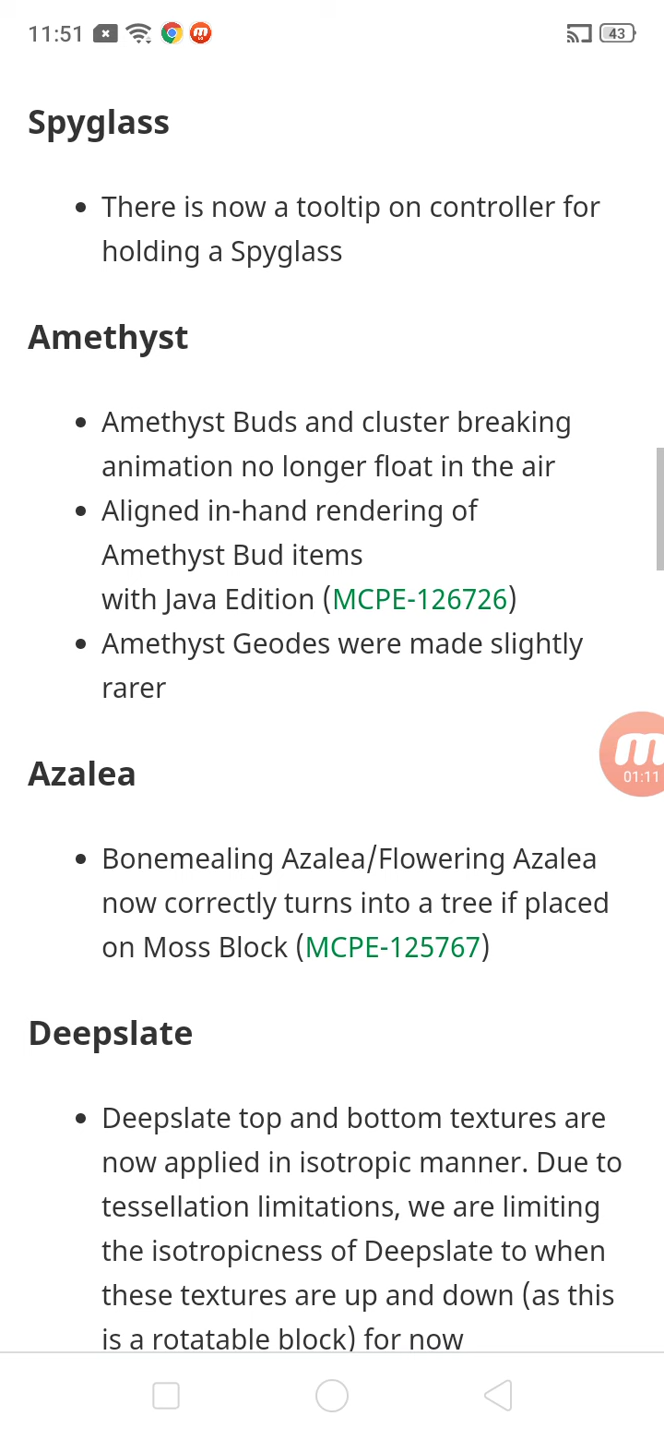 11:51
43
Spyglass
• There is now a tooltip on controller for
holding a Spyglass
Amethyst
• Amethyst Buds and cluster breaking
animation no longer float in the air
• Aligned in-hand rendering of
Amethyst Bud items
with Java Edition (MCPE-126726)
• Amethyst Geodes were made slightly
rarer
01:11
Azalea
• Bonemealing Azalea/Flowering Azalea
now correctly turns into a tree if placed
on Moss Block (MCPE-125767)
Deepslate
• Deepslate top and bottom textures are
now applied in isotropic manner. Due to
tessellation limitations, we are limiting
the isotropicness of Deepslate to when
these textures are up and down (as this
is a rotatable block) for now